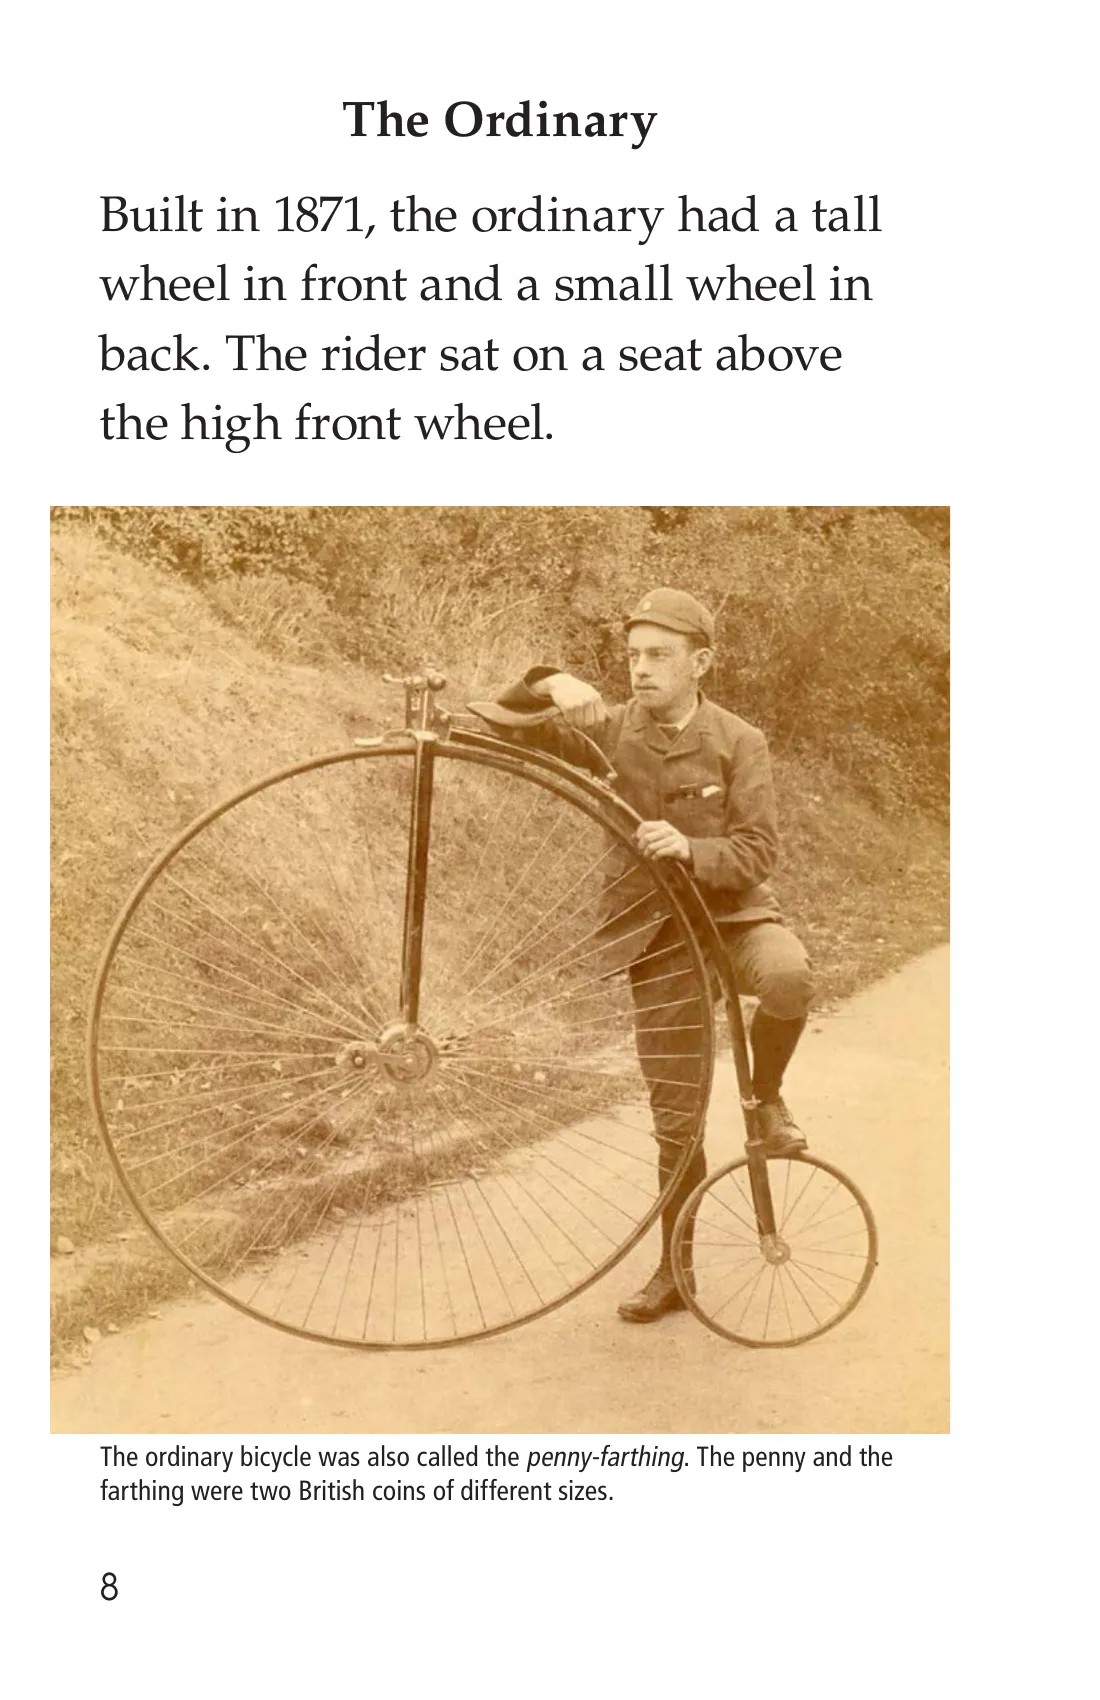 The Ordinary
Built in 1871, the ordinary had a tall
wheel in front and a small wheel in
back. The rider sat on a seat above
the high front wheel.
The ordinary bicycle was also called the penny-farthing. The penny and the
farthing were two British coins of different sizes.
8